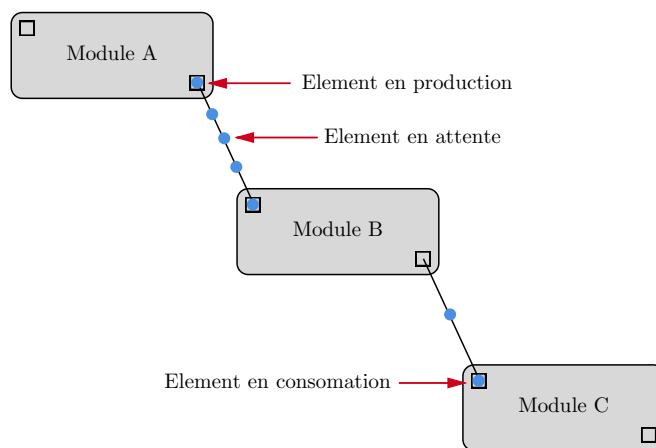 Module A
Element en production
Element en attente
Module B
Element en consomation
Module C